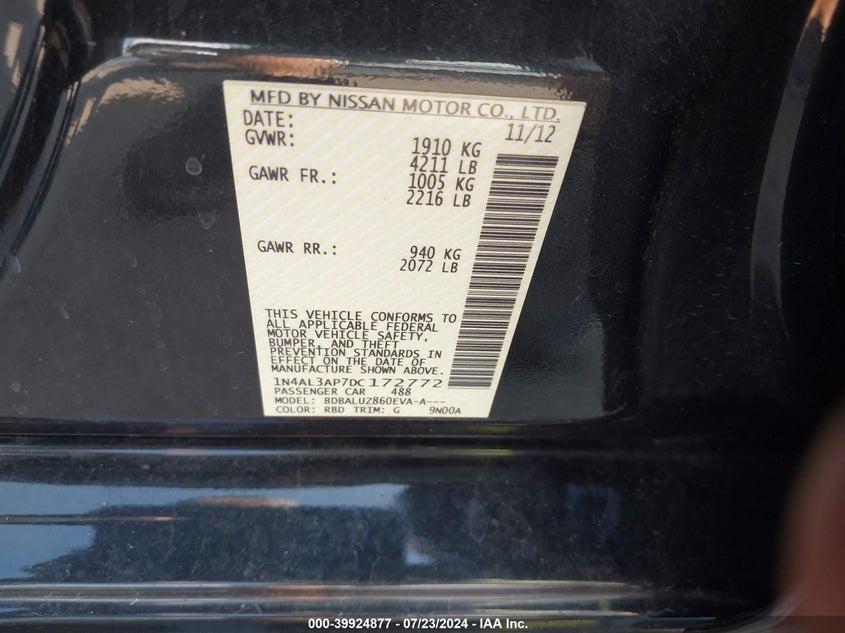 MFD BY NISSAN MOTOR CO., LTD.
DATE: 11/12
GVWR: 1910 KG
4211 LB
GAWR FR.: 1005 KG
2216 LB
GAWR RR.: 940 KG
2072 LB
THIS VEHICLE CONFORMS TO
ALL APPLICABLE FEDERAL
MOTOR VEHICLE SAFETY,
BUMPER, AND THEFT
PREVENTION STANDARDS IN
EFFECT ON THE DATE OF
MANUFACTURE SHOWN ABOVE.
1N4AL3AP7DC172772
PASSENGER CAR 488
MODEL: BDBALUZ860EVA-A---
COLOR: RBD TRIM: G 9N00A
000-39924877 - 07/23/2024 - IAA Inc.